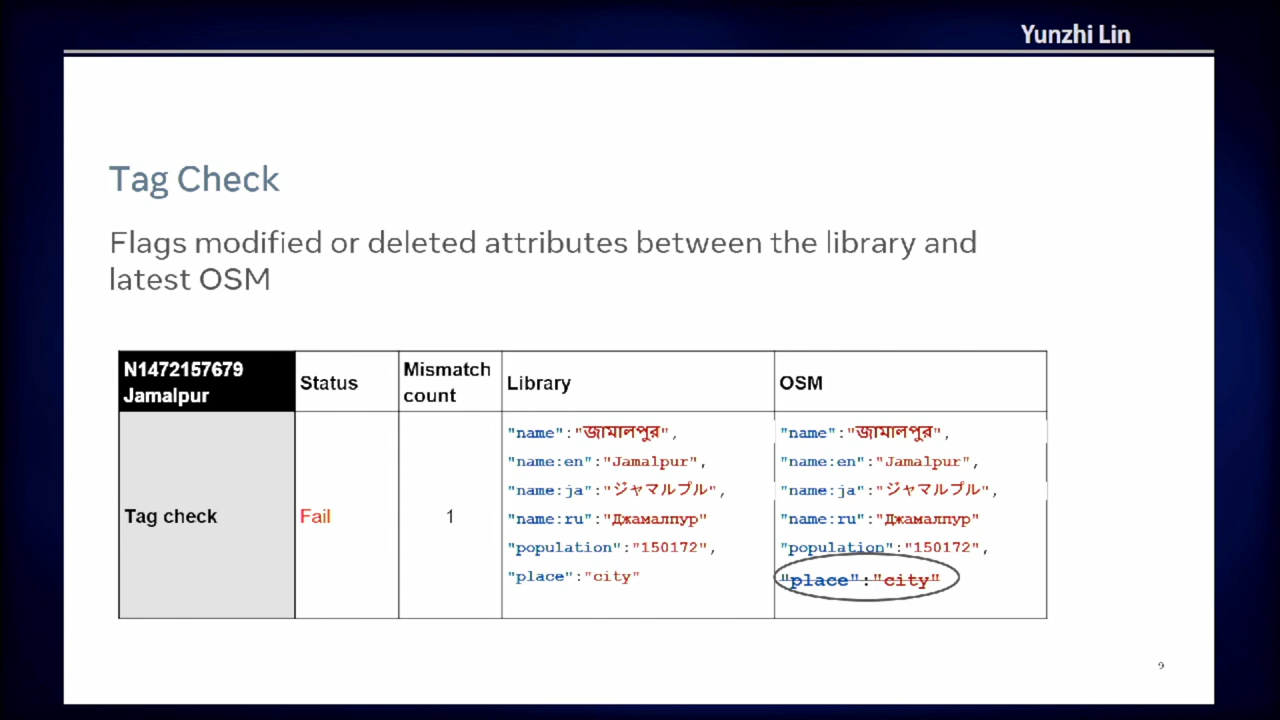 Yunzhi Lin
Tag Check
Flags modified or deleted attributes between the library and
latest OSM
N1472157679
Jamalpur
Status
Mismatch
count
Library
OSM
Tag check
Fail
1
"name":"জামালপুর",
"name:en":"Jamalpur",
"name:ja":"ジャマルプル",
"name:ru":"Джамалпур"
"population":"150172",
"place":"city"
"name":"জামালপুর",
"name:en":"Jamalpur",
"name:ja":"ジャマルプル",
"name:ru":"Джамалпур"
"population":"150172",
"place":"city"
9